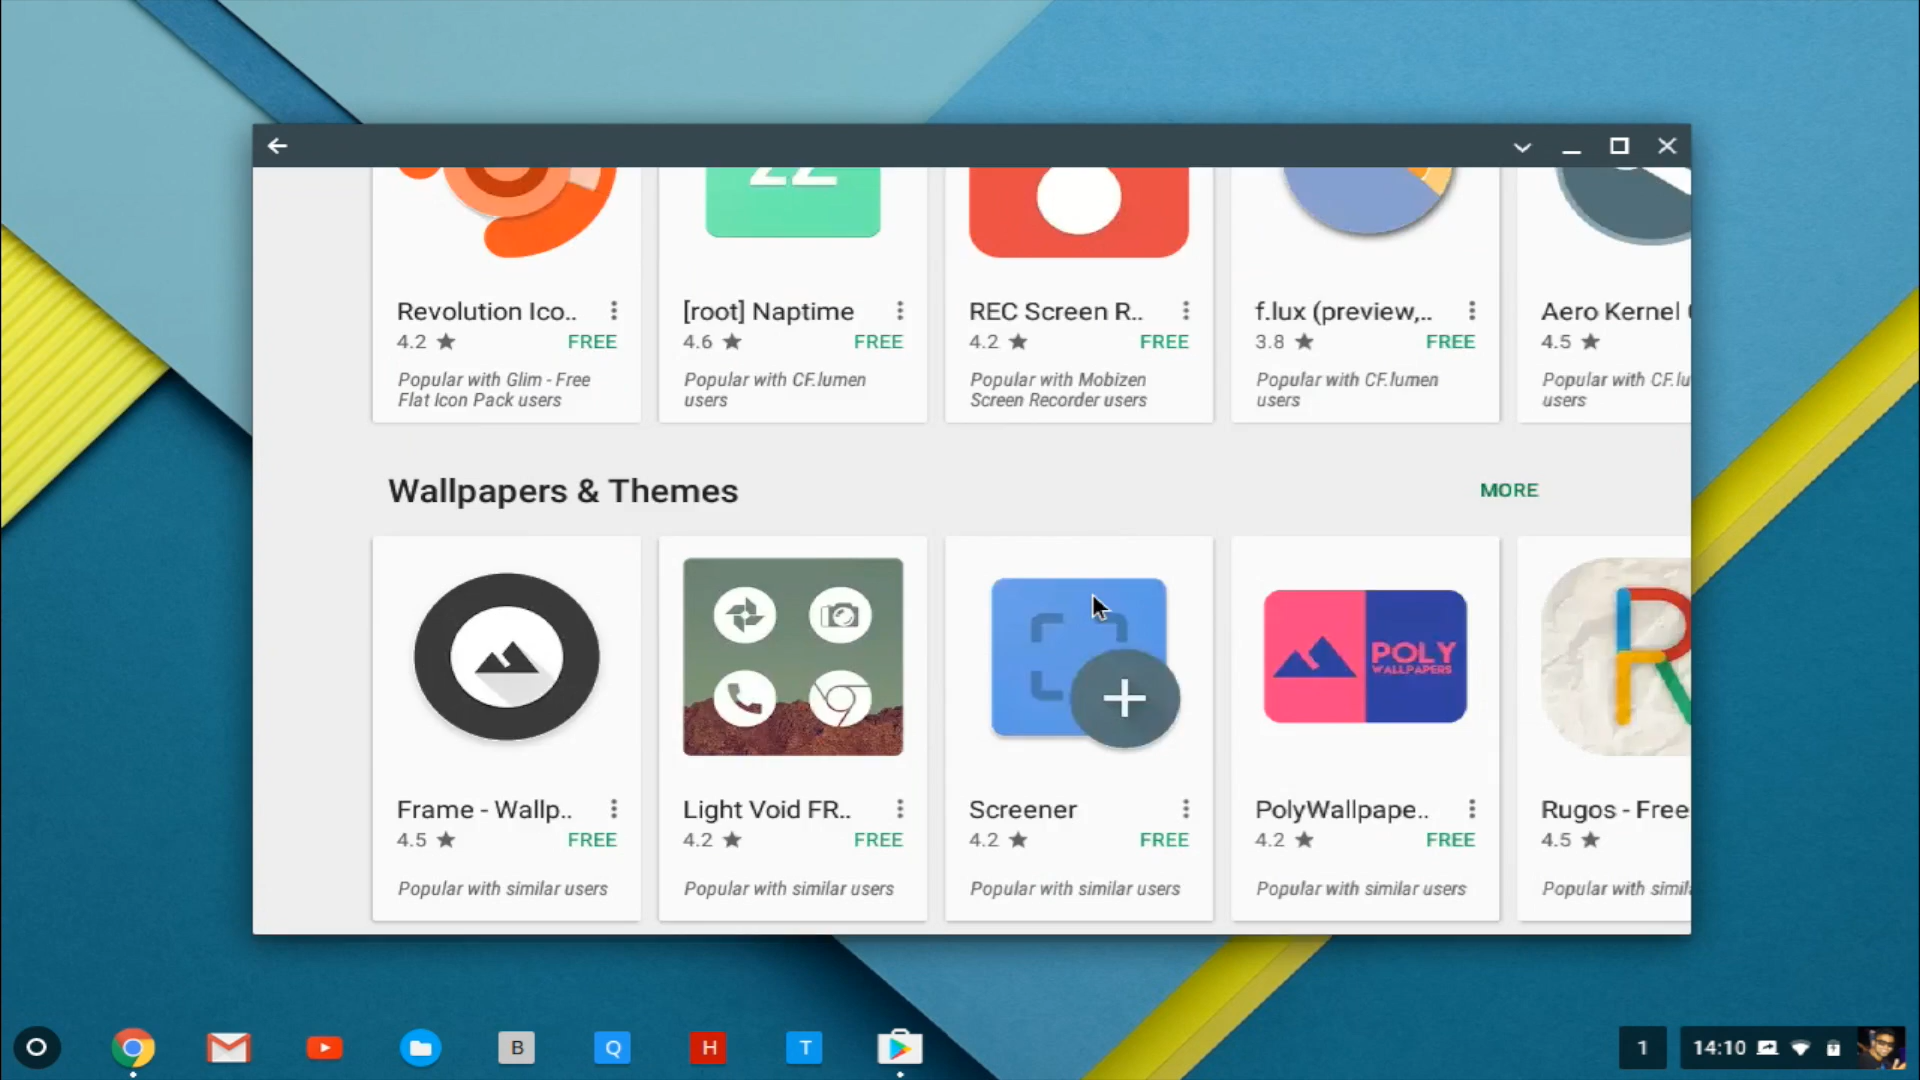 22
Revolution Ico..
4.2 FREE
Popular with Glim - Free
Flat Icon Pack users
[root] Naptime
4.6 FREE
Popular with CF.lumen
users
REC Screen R..
4.2 FREE
Popular with Mobizen
Screen Recorder users
f.lux (preview,..
3.8 FREE
Popular with CF.lumen
users
Aero Kernel
4.5
Popular with CF.lu
users
Wallpapers & Themes
MORE
POLY
WALLPAPERS
R
Frame - Wallp..
4.5 FREE
Popular with similar users
Light Void FR..
4.2 FREE
Popular with similar users
Screener
4.2 FREE
Popular with similar users
PolyWallpape..
4.2 FREE
Popular with similar users
Rugos - Free
4.5
Popular with simil
B
Q
H
T
1
14:10